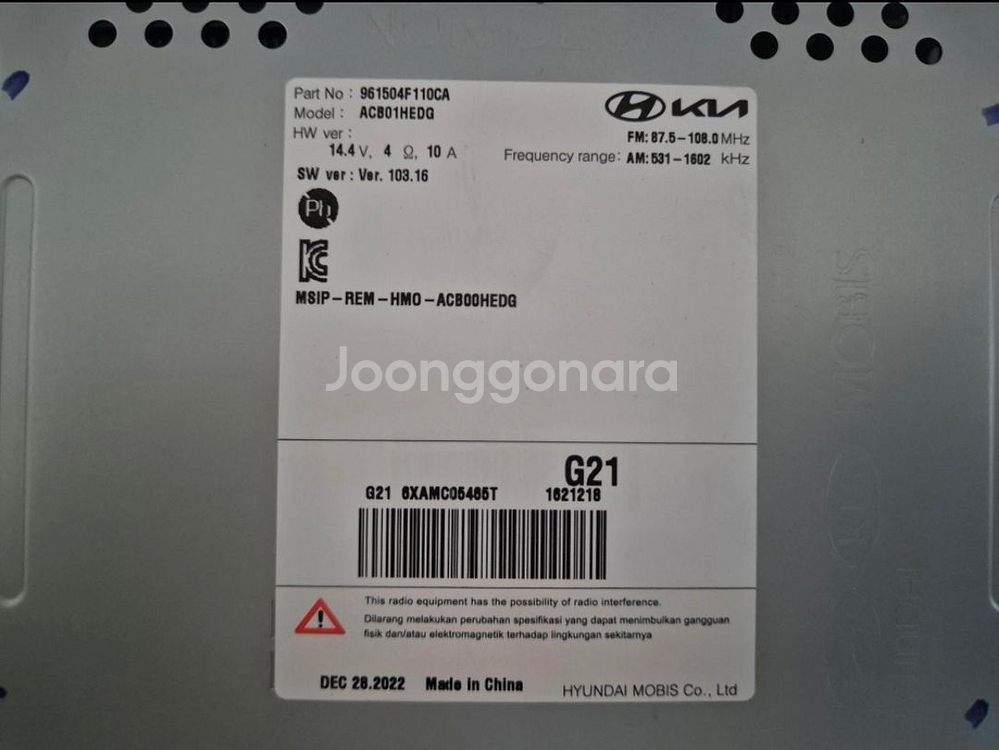 Part No : 961504F110CA
Model : ACB01HEDG
HW ver :
14.4 V, 4 Ω, 10 A
SW ver : Ver. 103.16
KIA
FM: 87.5-108.0 MHz
Frequency range: AM: 531-1602 kHz
Pb
MSIP-REM-HMO-ACB00HEDG
Joonggonara
G21
G21 6XAMC05465T 1621218
This radio equipment has the possibility of radio interference.
Dilarang melakukan perubahan spesifikasi yang dapat menimbulkan gangguan
fisik dan/atau elektromagnetik terhadap lingkungan sekitarnya
DEC 28.2022 Made in China
HYUNDAI MOBIS Co., Ltd
MOBIS